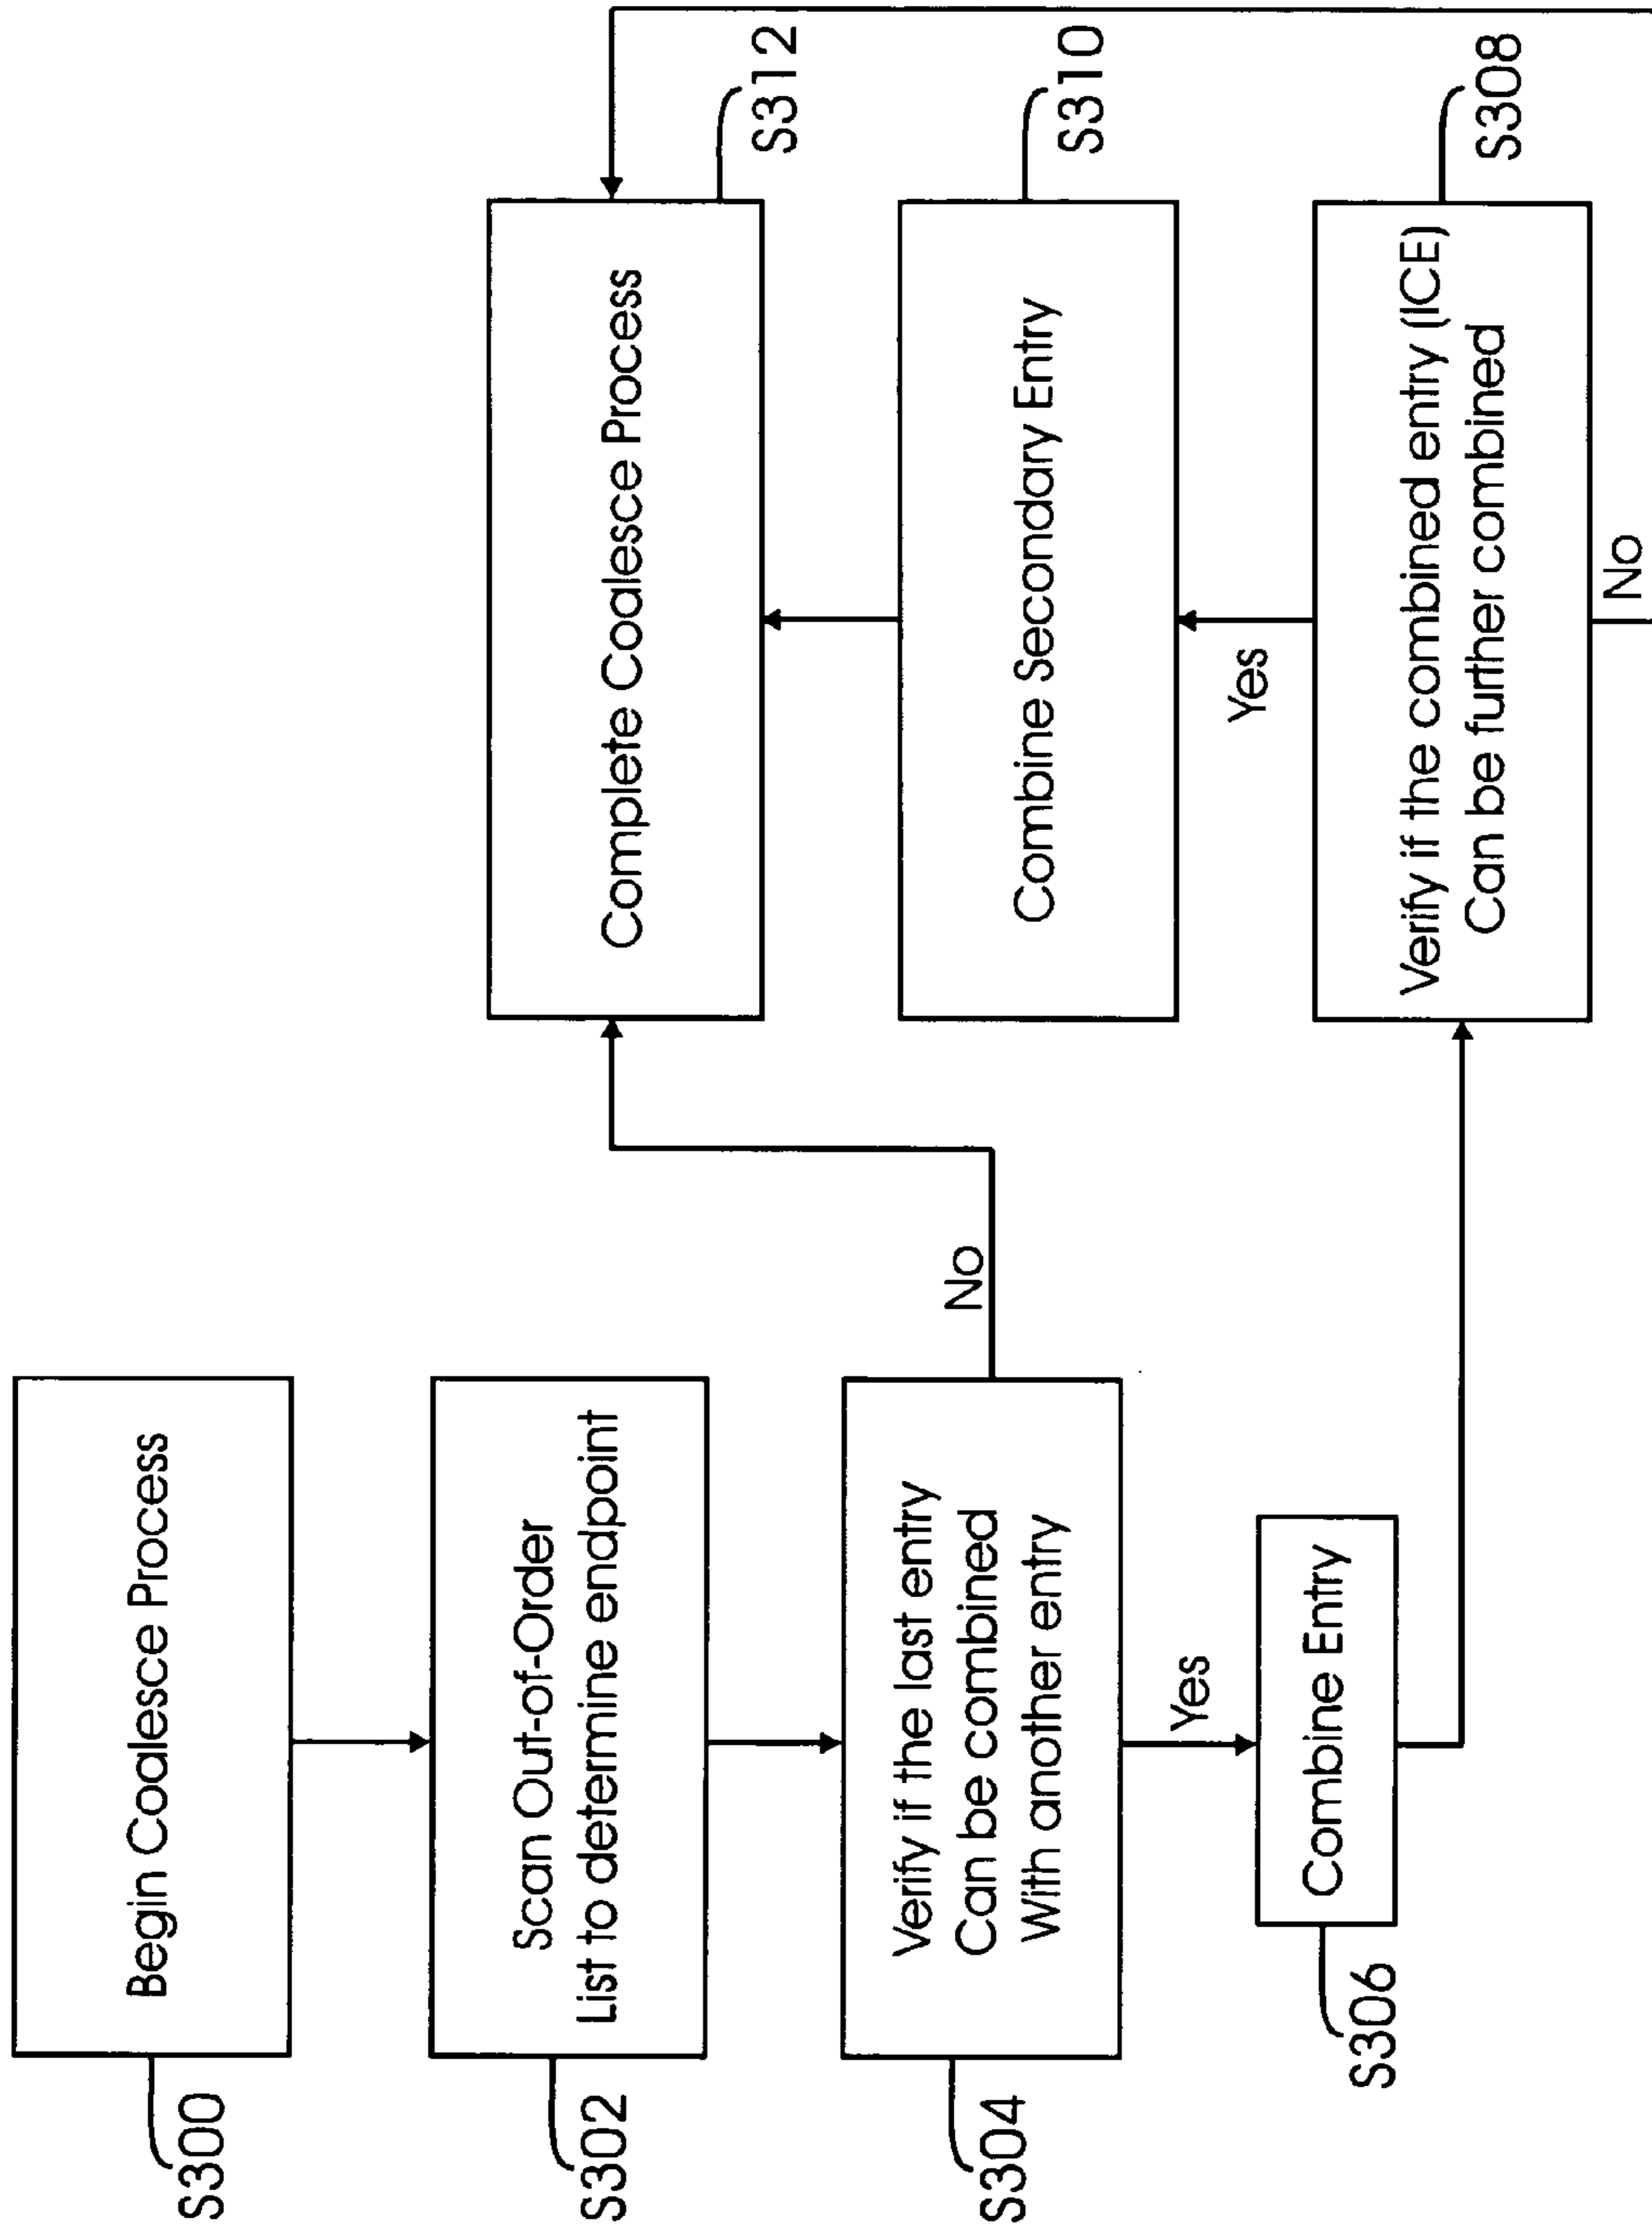 S300
Begin Coalesce Process
S302
Scan Out-of-Order
List to determine endpoint
S304
Verify if the last entry
Can be combined
With another entry
No
Yes
S306
Combine Entry
Verify if the combined entry (ICE)
Can be further combined
S308
No
Yes
Combine Secondary Entry
S310
Complete Coalesce Process
S312